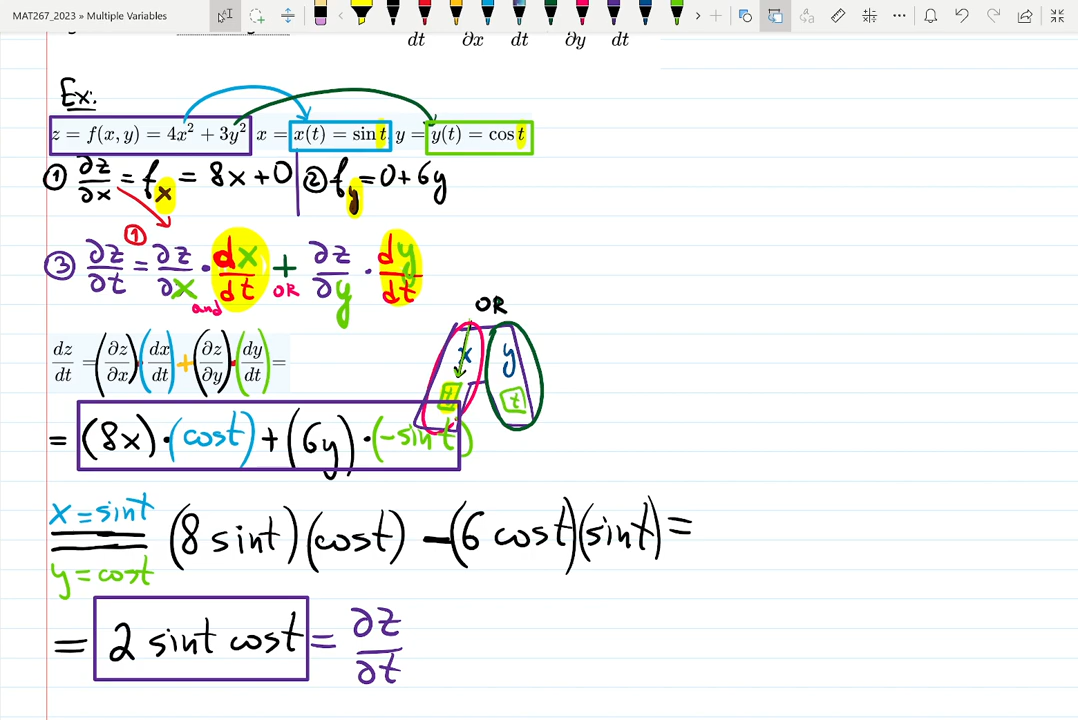 MAT267_2023 » Multiple Variables
dt ∂x dt ∂y dt
Ex:
z = f(x, y) = 4x² + 3y² x = x(t) = sin t y = y(t) = cos t
① ∂z/∂x = fx = 8x + 0 ② fy = 0 + 6y
①
③ ∂z/∂t = ∂z/∂x · dx/dt + ∂z/∂y · dy/dt
and OR
OR
x y
t t
dz/dt = (∂z/∂x)(dx/dt) + (∂z/∂y)(dy/dt) =
= (8x) · (cost) + (6y) · (-sint)
x = sint
y = cost
(8 sint)(cost) - (6 cost)(sint) =
= 2 sint cost = ∂z/∂t